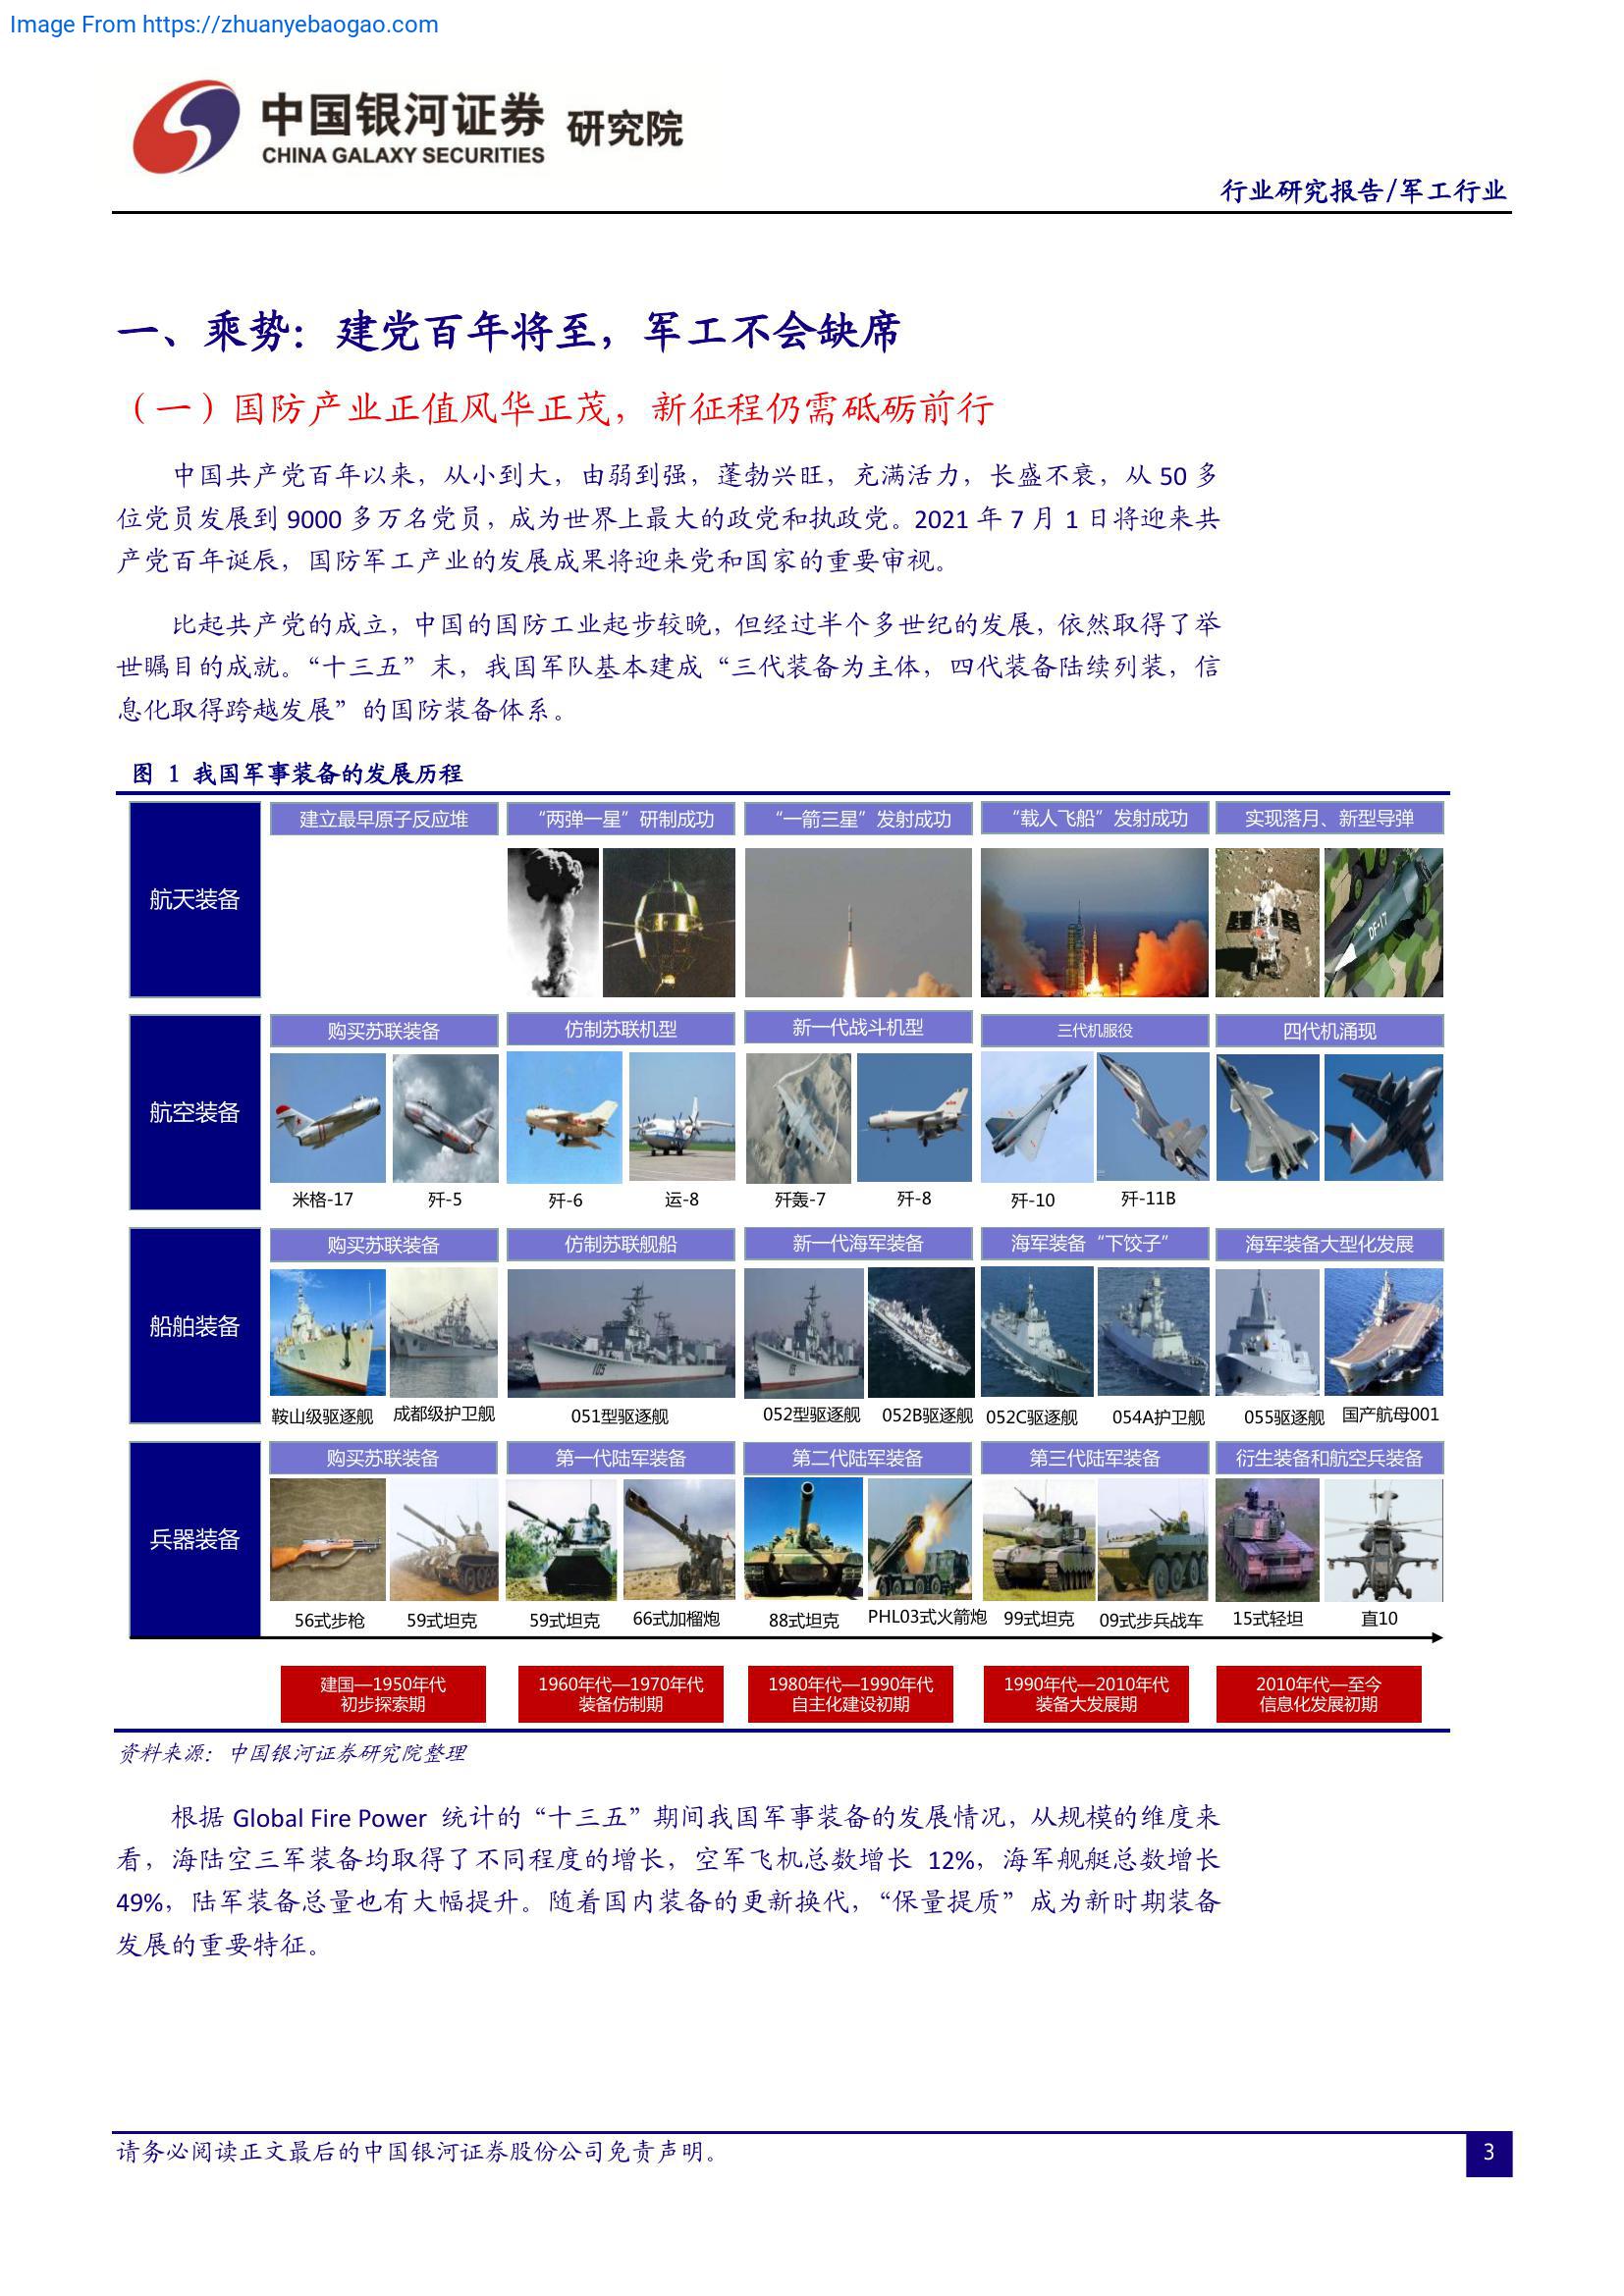 Image From https://zhuanyebaogao.com
中国银河证券 研究院
CHINA GALAXY SECURITIES
行业研究报告/军工行业
一、乘势：建党百年将至，军工不会缺席
（一）国防产业正值风华正茂，新征程仍需砥砺前行
中国共产党百年以来，从小到大，由弱到强，蓬勃兴旺，充满活力，长盛不衰，从 50 多
位党员发展到 9000 多万名党员，成为世界上最大的政党和执政党。2021 年 7 月 1 日将迎来共
产党百年诞辰，国防军工产业的发展成果将迎来党和国家的重要审视。
比起共产党的成立，中国的国防工业起步较晚，但经过半个多世纪的发展，依然取得了举
世瞩目的成就。“十三五”末，我国军队基本建成“三代装备为主体，四代装备陆续列装，信
息化取得跨越发展”的国防装备体系。
图 1 我国军事装备的发展历程
航天装备
建立最早原子反应堆 “两弹一星”研制成功 “一箭三星”发射成功 “载人飞船”发射成功 实现落月、新型导弹
DF-17
航空装备
购买苏联装备 仿制苏联机型 新一代战斗机型 三代机服役 四代机涌现
米格-17 歼-5 歼-6 运-8 歼轰-7 歼-8 歼-10 歼-11B
船舶装备
购买苏联装备 仿制苏联舰船 新一代海军装备 海军装备“下饺子” 海军装备大型化发展
105
鞍山级驱逐舰 成都级护卫舰 051型驱逐舰 052型驱逐舰 052B驱逐舰 052C驱逐舰 054A护卫舰 055驱逐舰 国产航母001
兵器装备
购买苏联装备 第一代陆军装备 第二代陆军装备 第三代陆军装备 衍生装备和航空兵装备
56式步枪 59式坦克 59式坦克 66式加榴炮 88式坦克 PHL03式火箭炮 99式坦克 09式步兵战车 15式轻坦 直10
建国—1950年代 1960年代—1970年代 1980年代—1990年代 1990年代—2010年代 2010年代—至今
初步探索期 装备仿制期 自主化建设初期 装备大发展期 信息化发展初期
资料来源：中国银河证券研究院整理
根据 Global Fire Power 统计的“十三五”期间我国军事装备的发展情况，从规模的维度来
看，海陆空三军装备均取得了不同程度的增长，空军飞机总数增长 12%，海军舰艇总数增长
49%，陆军装备总量也有大幅提升。随着国内装备的更新换代，“保量提质”成为新时期装备
发展的重要特征。
请务必阅读正文最后的中国银河证券股份公司免责声明。
3